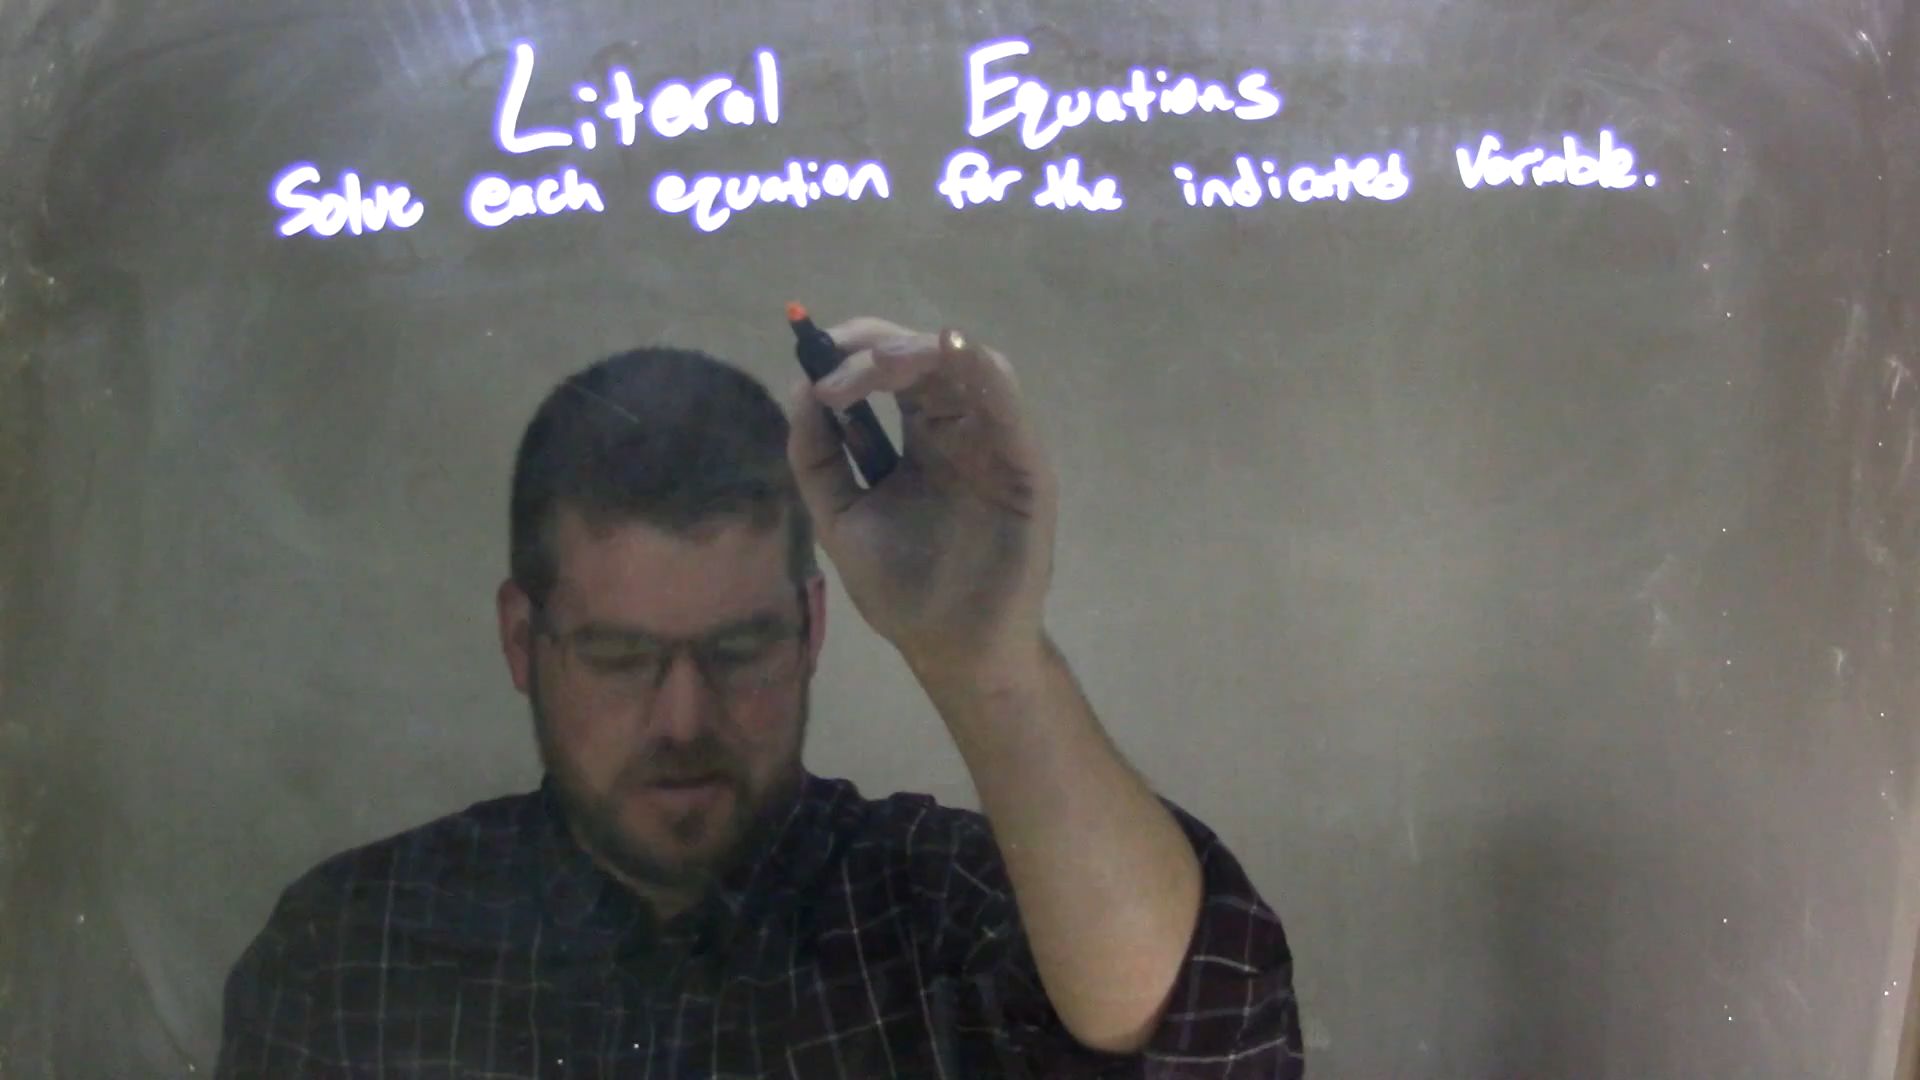 Literal Equations
Solve each equation for the indicated variable.